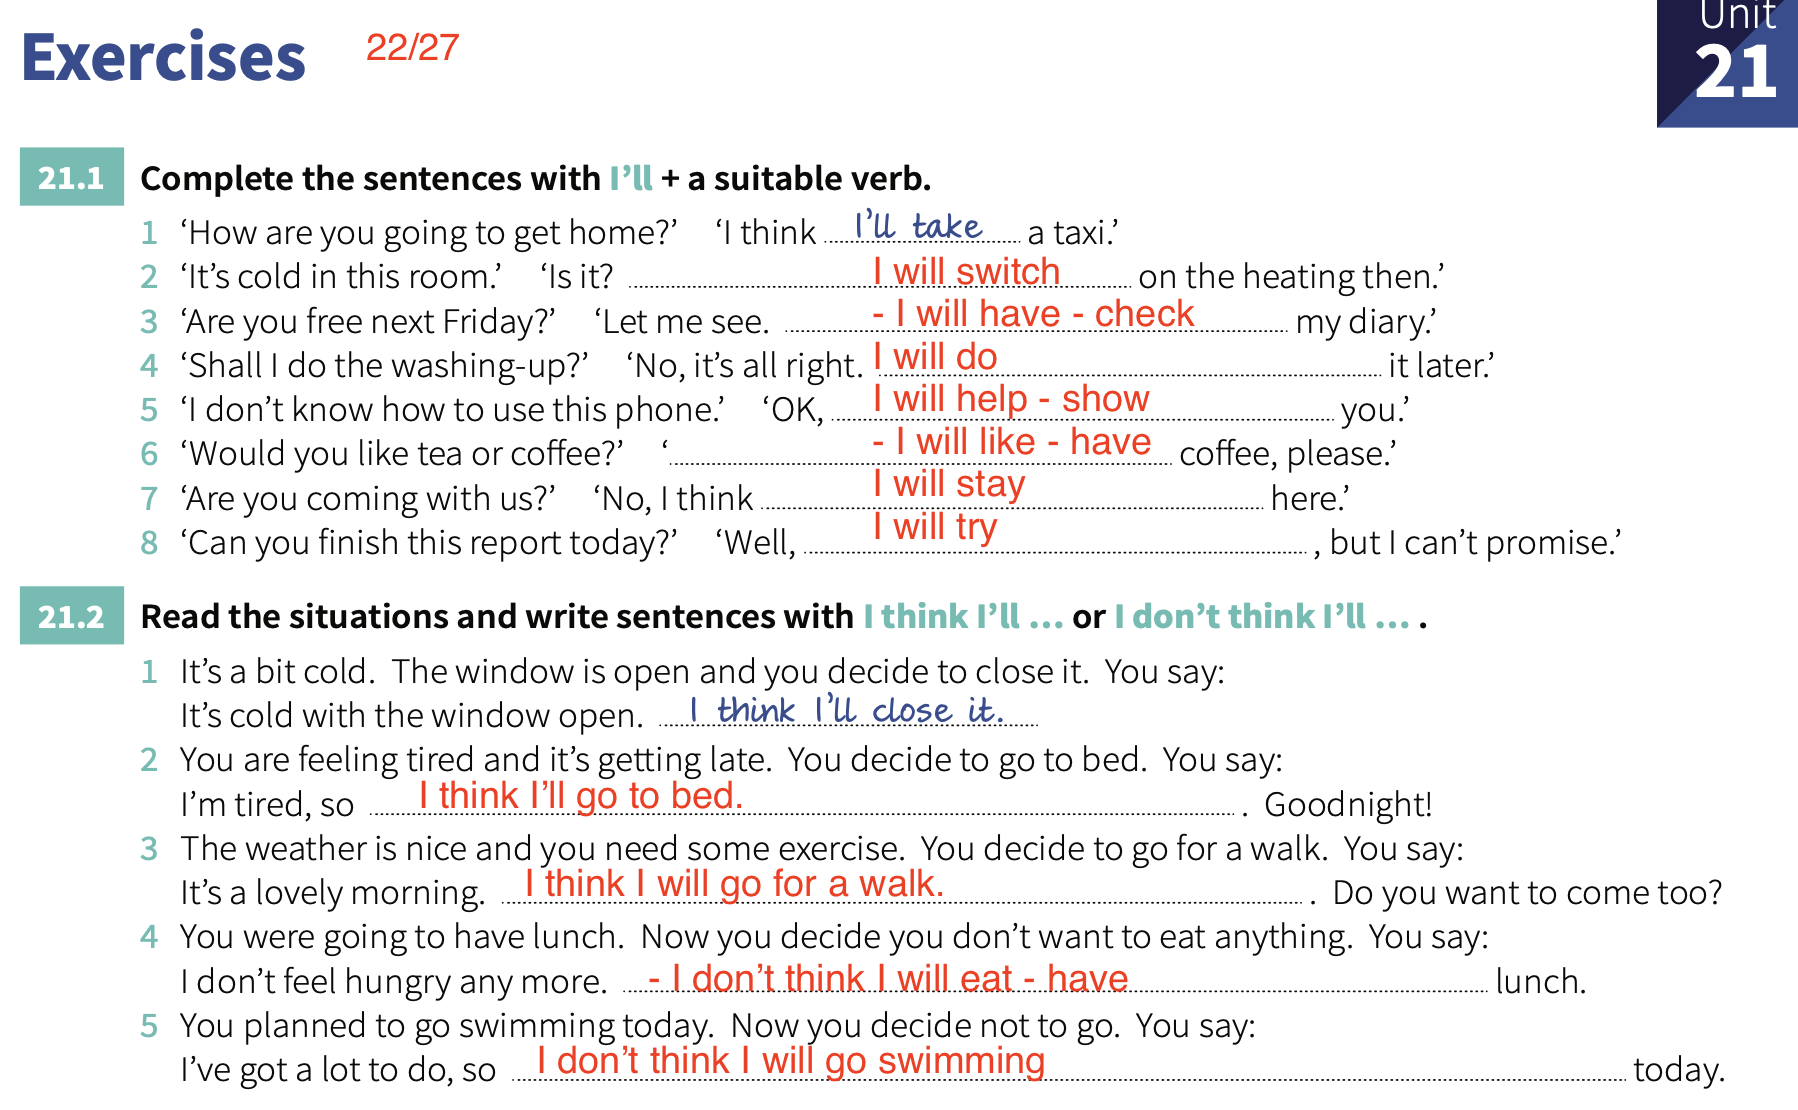 Unit
Exercises 22/27
21
21.1 Complete the sentences with I’ll + a suitable verb.
1 ‘How are you going to get home?’ ‘I think I’ll take a taxi.’
2 ‘It’s cold in this room.’ ‘Is it? I will switch on the heating then.’
3 ‘Are you free next Friday?’ ‘Let me see. - I will have - check my diary.’
4 ‘Shall I do the washing-up?’ ‘No, it’s all right. I will do it later.’
5 ‘I don’t know how to use this phone.’ ‘OK, I will help - show you.’
6 ‘Would you like tea or coffee?’ ‘ - I will like - have coffee, please.’
7 ‘Are you coming with us?’ ‘No, I think I will stay here.’
8 ‘Can you finish this report today?’ ‘Well, I will try , but I can’t promise.’
21.2 Read the situations and write sentences with I think I’ll … or I don’t think I’ll … .
1 It’s a bit cold. The window is open and you decide to close it. You say:
It’s cold with the window open. I think I’ll close it.
2 You are feeling tired and it’s getting late. You decide to go to bed. You say:
I’m tired, so I think I’ll go to bed. . Goodnight!
3 The weather is nice and you need some exercise. You decide to go for a walk. You say:
It’s a lovely morning. I think I will go for a walk. . Do you want to come too?
4 You were going to have lunch. Now you decide you don’t want to eat anything. You say:
I don’t feel hungry any more. - I don’t think I will eat - have lunch.
5 You planned to go swimming today. Now you decide not to go. You say:
I’ve got a lot to do, so I don’t think I will go swimming today.